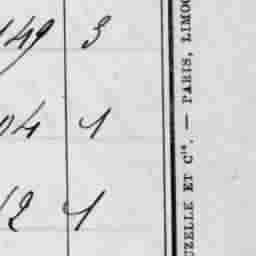 149 3
04 1
12 1
UZELLE ET Cie. — PARIS, LIMOG